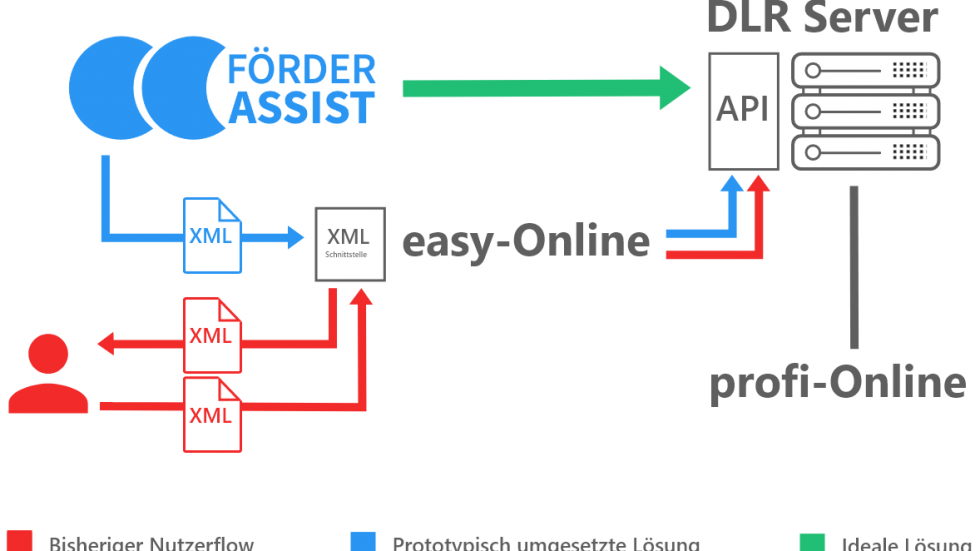 DLR Server
FÖRDER
ASSIST
API
XML
XML
Schnittstelle
easy-Online
XML
XML
profi-Online
Bisheriger Nutzerflow
Prototypisch umgesetzte Lösung
Ideale Lösung